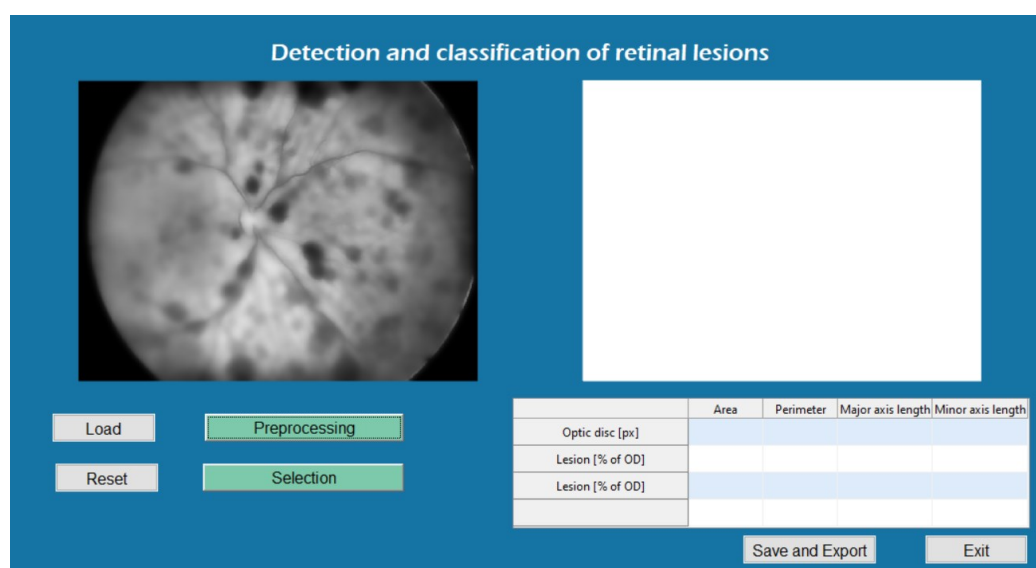 Detection and classification of retinal lesions
Load
Preprocessing
Reset
Selection
Area Perimeter Major axis length Minor axis length
Optic disc [px]
Lesion [% of OD]
Lesion [% of OD]
Save and Export
Exit